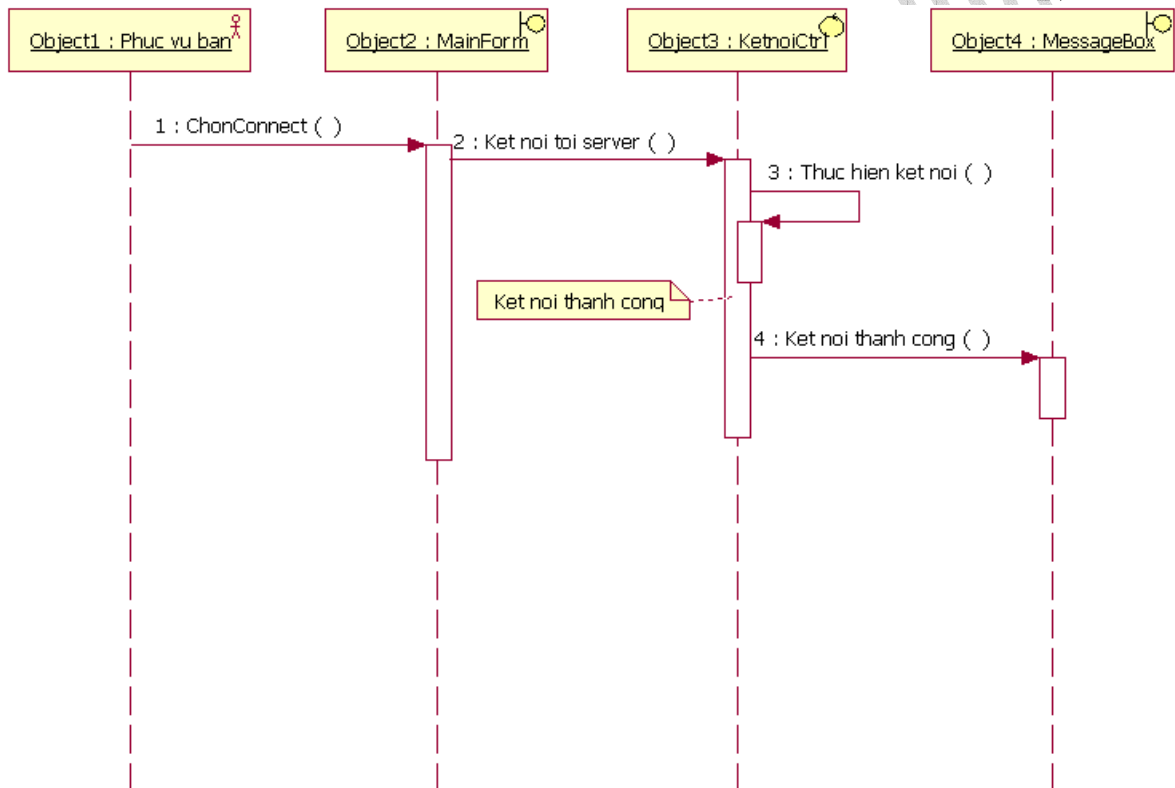 Object1 : Phuc vu ban
Object2 : MainForm
Object3 : KetnoiCtrl
Object4 : MessageBox
1 : ChonConnect ( )
2 : Ket noi toi server ( )
3 : Thuc hien ket noi ( )
Ket noi thanh cong
4 : Ket noi thanh cong ( )